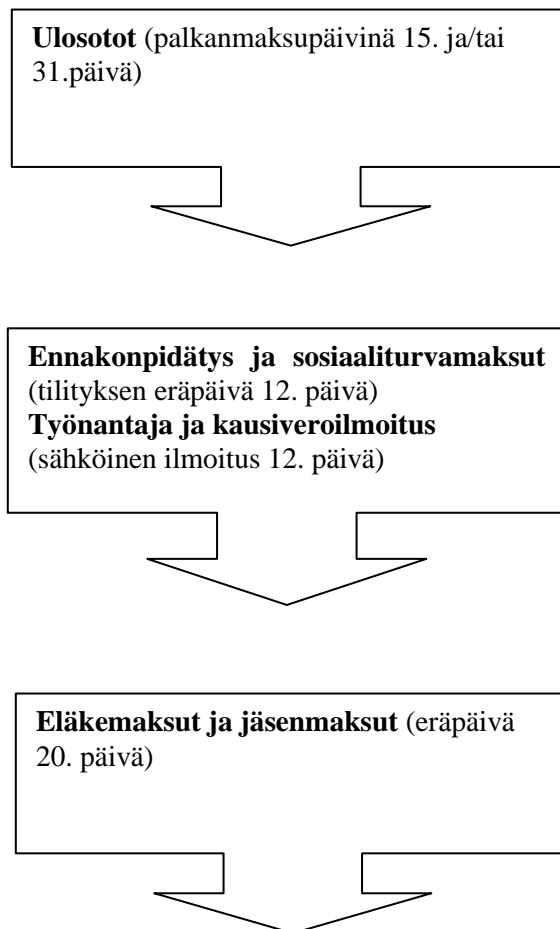 Ulosotot (palkanmaksupäivinä 15. ja/tai
31.päivä)
Ennakonpidätys ja sosiaaliturvamaksut
(tilityksen eräpäivä 12. päivä)
Työnantaja ja kausiveroilmoitus
(sähköinen ilmoitus 12. päivä)
Eläkemaksut ja jäsenmaksut (eräpäivä
20. päivä)